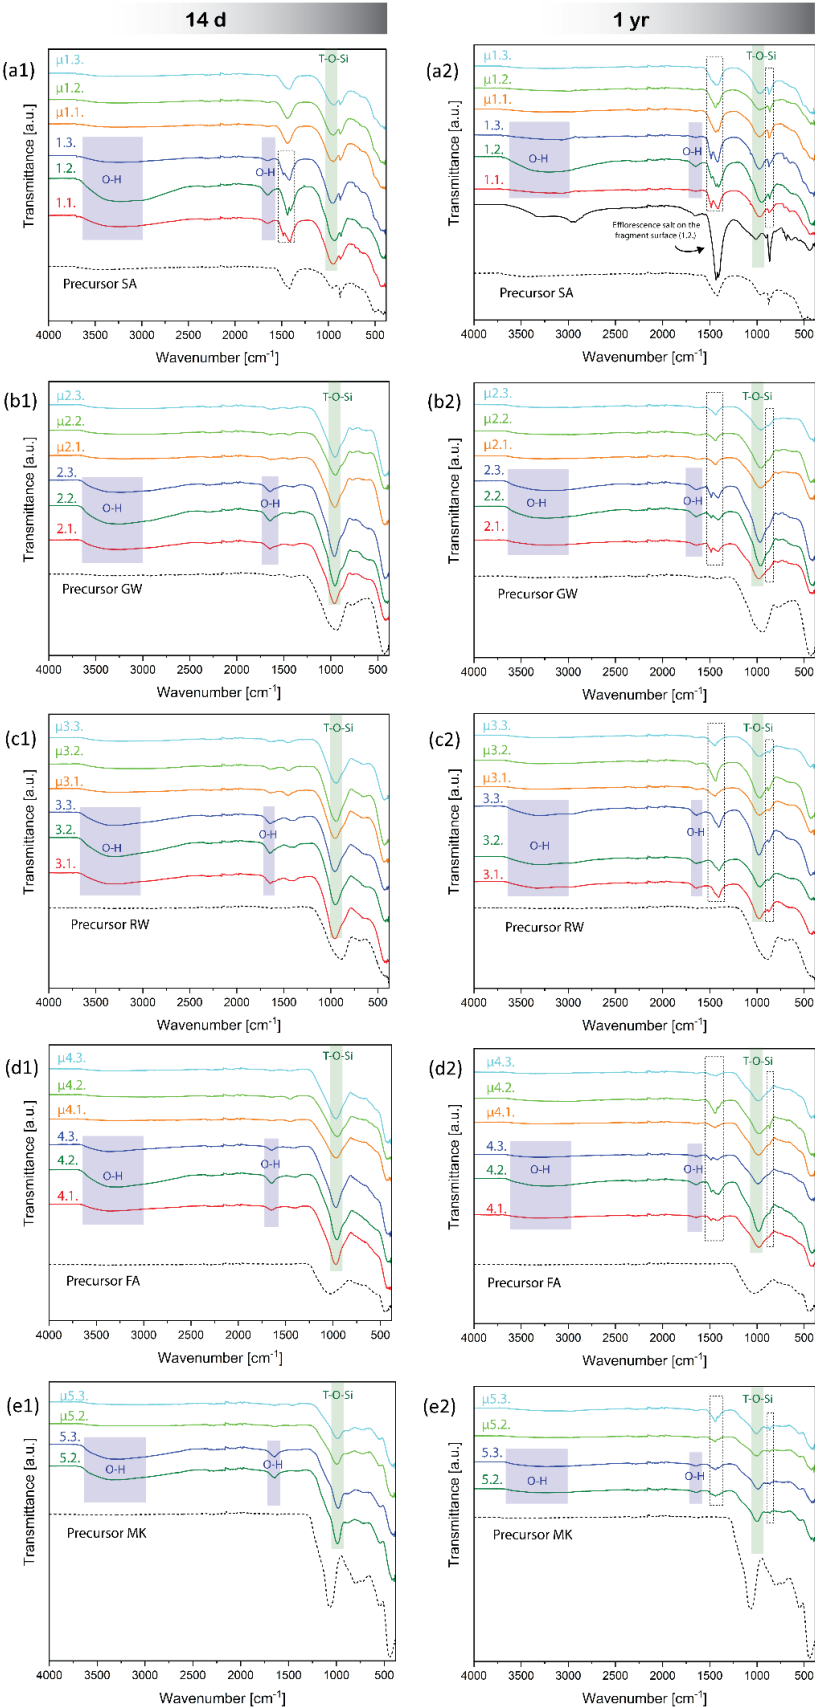 14 d
1 yr
(a1)
T-O-Si
μ1.3.
μ1.2.
μ1.1.
1.3.
1.2.
1.1.
O-H
O-H
Precursor SA
Transmittance [a.u.]
4000 3500 3000 2500 2000 1500 1000 500
Wavenumber [cm-1]
(a2)
T-O-Si
μ1.3.
μ1.2.
μ1.1.
1.3.
1.2.
1.1.
O-H
O-H
Efflorescence salt on the
fragment surface (1.2.)
Precursor SA
Transmittance [a.u.]
4000 3500 3000 2500 2000 1500 1000 500
Wavenumber [cm-1]
(b1)
T-O-Si
μ2.3.
μ2.2.
μ2.1.
2.3.
2.2.
2.1.
O-H
O-H
Precursor GW
Transmittance [a.u.]
4000 3500 3000 2500 2000 1500 1000 500
Wavenumber [cm-1]
(b2)
T-O-Si
μ2.3.
μ2.2.
μ2.1.
2.3.
2.2.
2.1.
O-H
O-H
Precursor GW
Transmittance [a.u.]
4000 3500 3000 2500 2000 1500 1000 500
Wavenumber [cm-1]
(c1)
T-O-Si
μ3.3.
μ3.2.
μ3.1.
3.3.
3.2.
3.1.
O-H
O-H
Precursor RW
Transmittance [a.u.]
4000 3500 3000 2500 2000 1500 1000 500
Wavenumber [cm-1]
(c2)
T-O-Si
μ3.3.
μ3.2.
μ3.1.
3.3.
3.2.
3.1.
O-H
O-H
Precursor RW
Transmittance [a.u.]
4000 3500 3000 2500 2000 1500 1000 500
Wavenumber [cm-1]
(d1)
T-O-Si
μ4.3.
μ4.2.
μ4.1.
4.3.
4.2.
4.1.
O-H
O-H
Precursor FA
Transmittance [a.u.]
4000 3500 3000 2500 2000 1500 1000 500
Wavenumber [cm-1]
(d2)
T-O-Si
μ4.3.
μ4.2.
μ4.1.
4.3.
4.2.
4.1.
O-H
O-H
Precursor FA
Transmittance [a.u.]
4000 3500 3000 2500 2000 1500 1000 500
Wavenumber [cm-1]
(e1)
T-O-Si
μ5.3.
μ5.2.
5.3.
5.2.
O-H
O-H
Precursor MK
Transmittance [a.u.]
4000 3500 3000 2500 2000 1500 1000 500
Wavenumber [cm-1]
(e2)
T-O-Si
μ5.3.
μ5.2.
5.3.
5.2.
O-H
O-H
Precursor MK
Transmittance [a.u.]
4000 3500 3000 2500 2000 1500 1000 500
Wavenumber [cm-1]